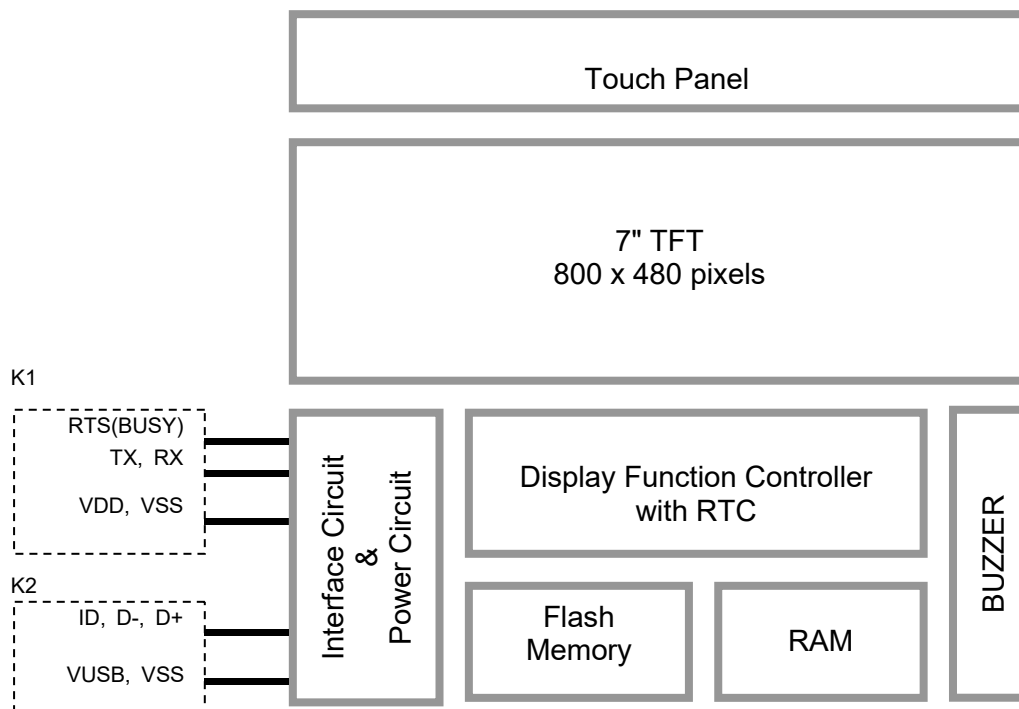 Touch Panel
7" TFT
800 x 480 pixels
K1
RTS(BUSY)
TX, RX
VDD, VSS
K2
ID, D-, D+
VUSB, VSS
Interface Circuit
&
Power Circuit
Display Function Controller
with RTC
Flash
Memory
RAM
BUZZER